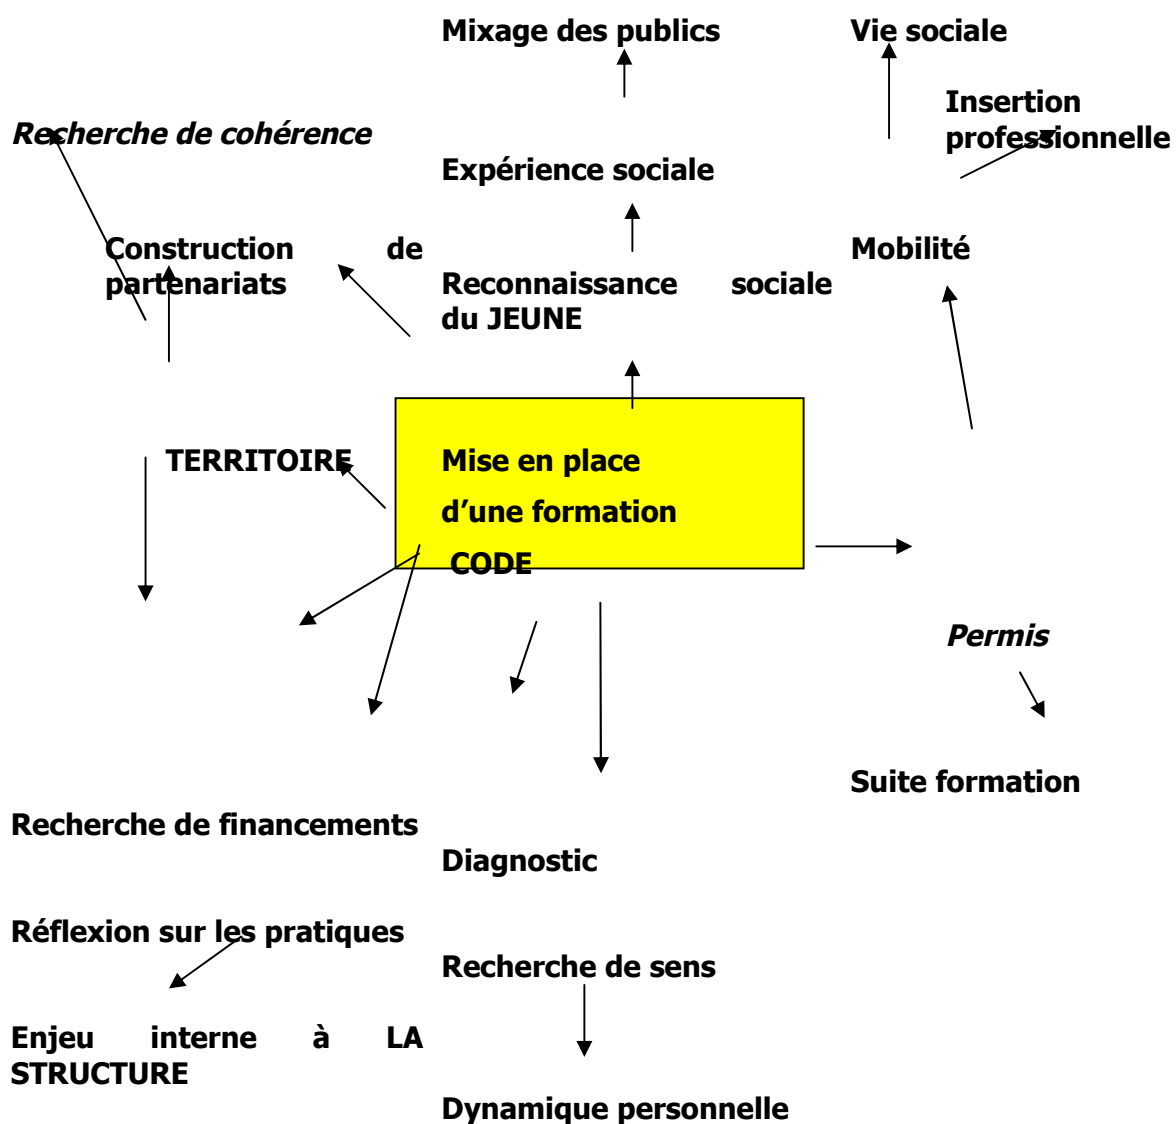 Mixage des publics
Vie sociale
Insertion
professionnelle
Recherche de cohérence
Expérience sociale
Construction de
partenariats
Mobilité
Reconnaissance sociale
du JEUNE
TERRITOIRE
Mise en place
d’une formation
CODE
Permis
Suite formation
Recherche de financements
Diagnostic
Réflexion sur les pratiques
Recherche de sens
Enjeu interne à LA
STRUCTURE
Dynamique personnelle